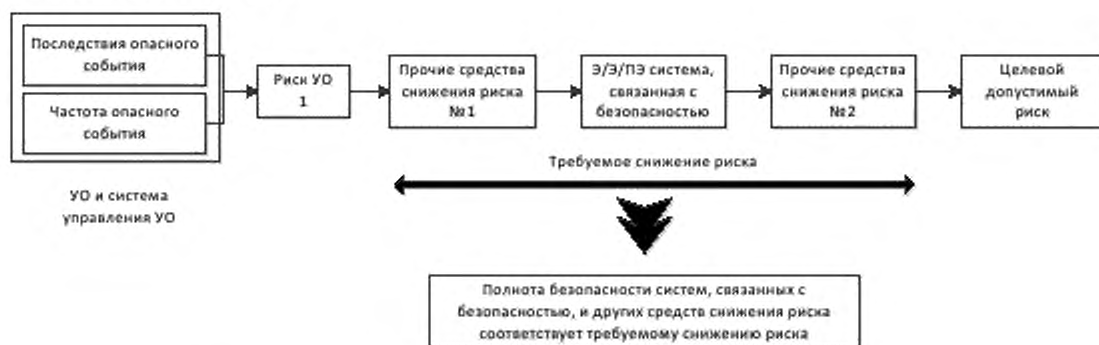 Последствия опасного
события
Частота опасного
события
УО и система
управления УО
Риск УО
1
Прочие средства
снижения риска
№1
Э/Э/ПЭ система,
связанная с
безопасностью
Прочие средства
снижения риска
№2
Целевой
допустимый
риск
Требуемое снижение риска
Полнота безопасности систем, связанных с
безопасностью, и других средств снижения риска
соответствует требуемому снижению риска